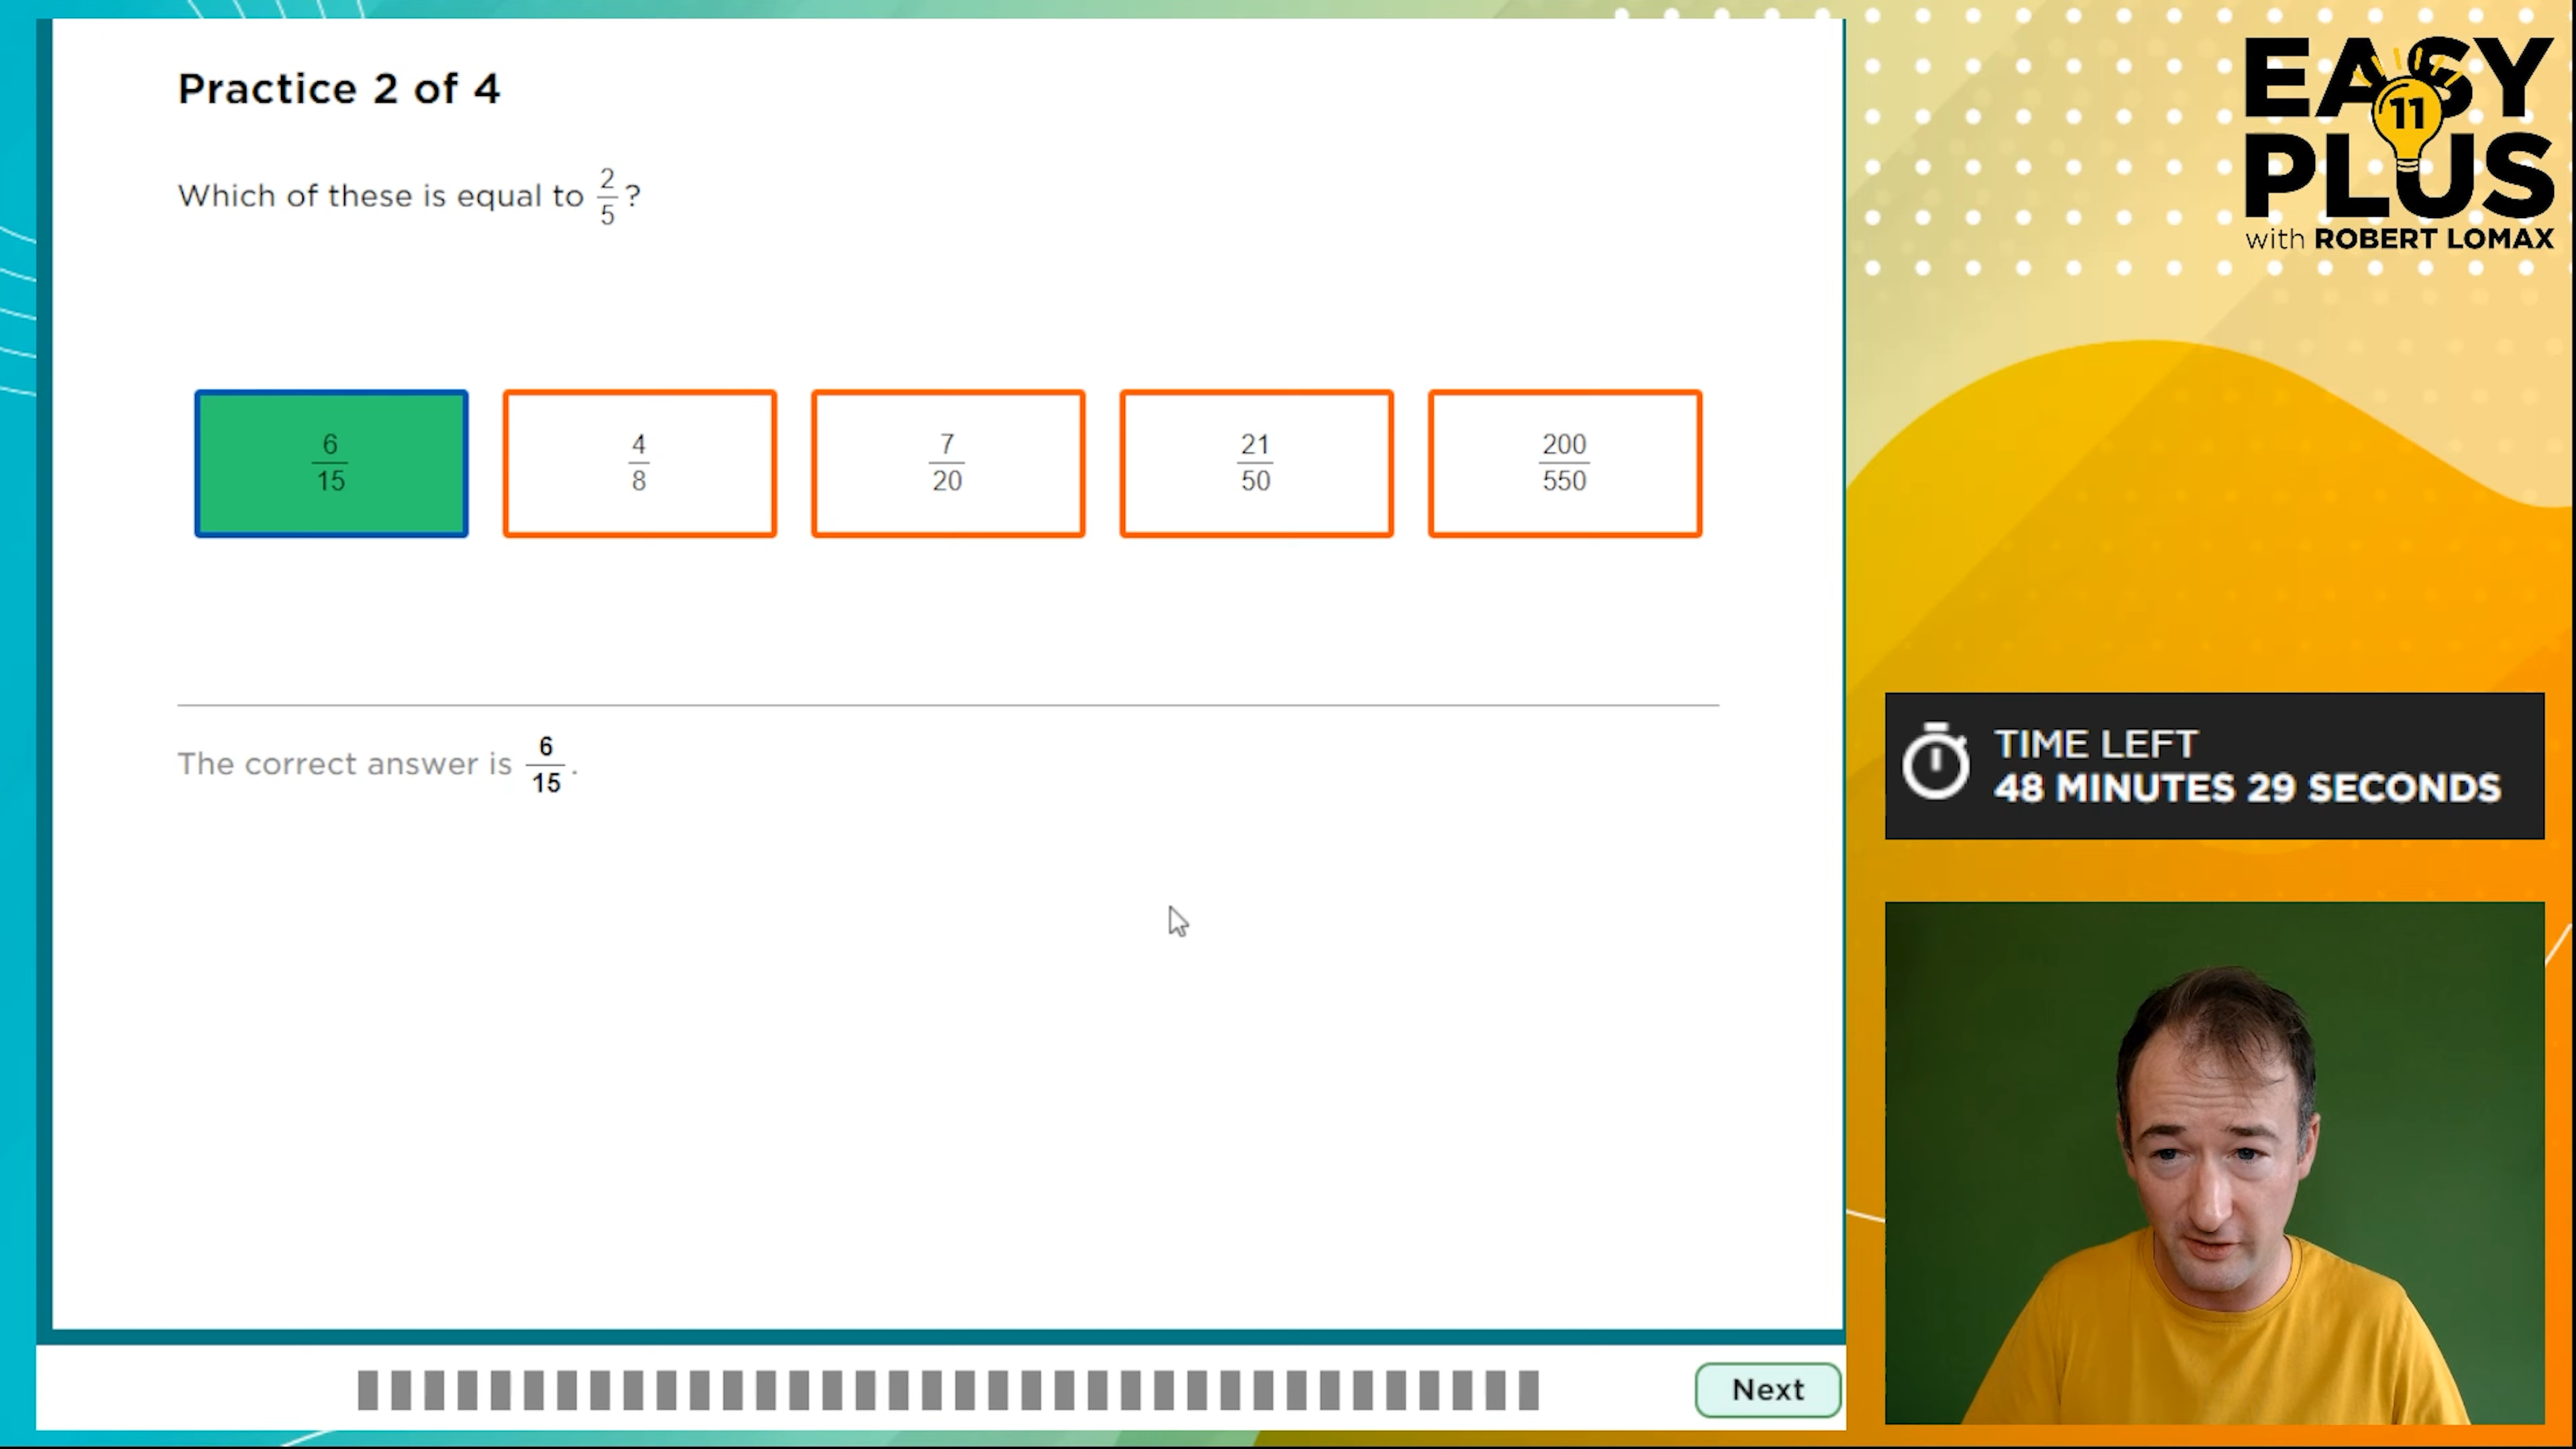 Practice 2 of 4
Which of these is equal to 2/5?
6/15
4/8
7/20
21/50
200/550
The correct answer is 6/15.
Next
EASY
11
PLUS
with ROBERT LOMAX
TIME LEFT
48 MINUTES 29 SECONDS